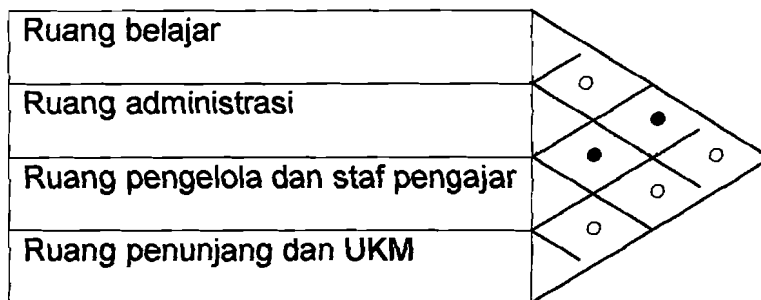 Ruang belajar
Ruang administrasi
Ruang pengelola dan staf pengajar
Ruang penunjang dan UKM